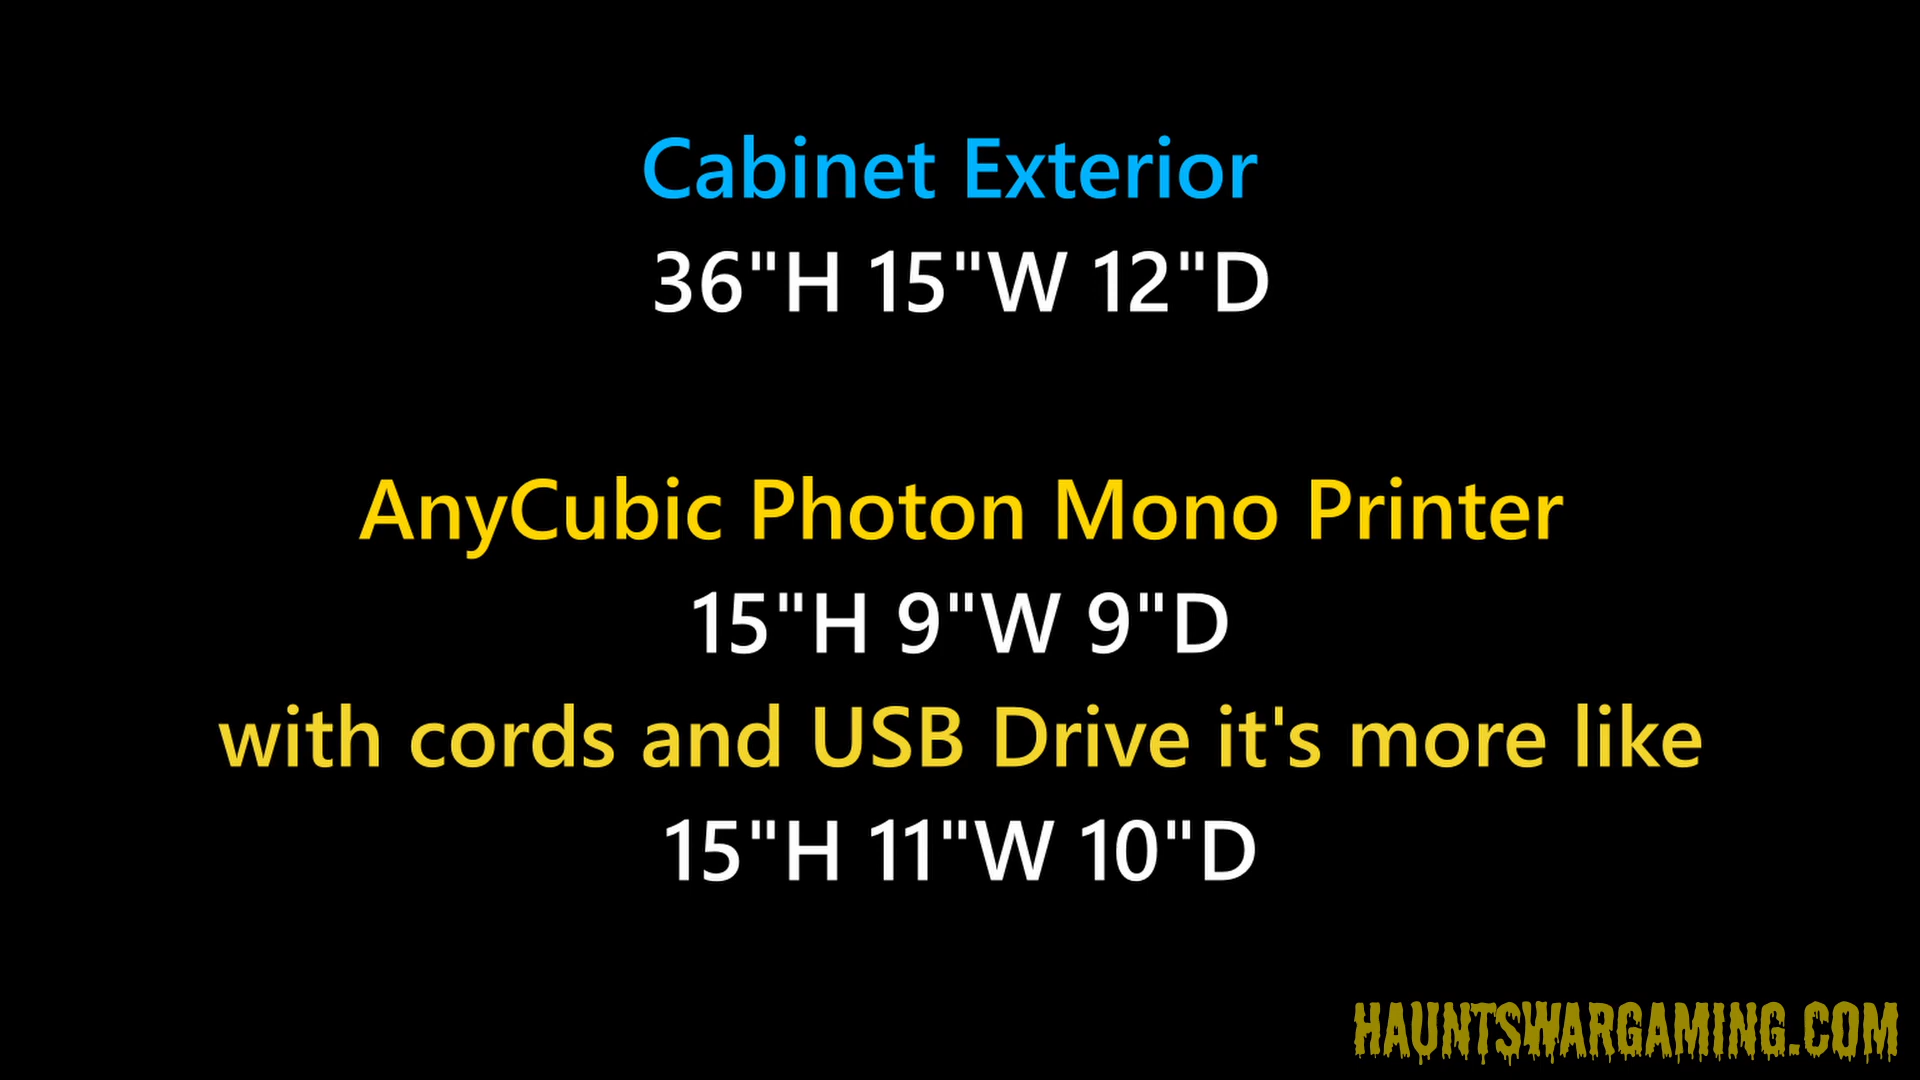 Cabinet Exterior
36"H 15"W 12"D
AnyCubic Photon Mono Printer
15"H 9"W 9"D
with cords and USB Drive it's more like
15"H 11"W 10"D
HAUNTSWARGAMING.COM